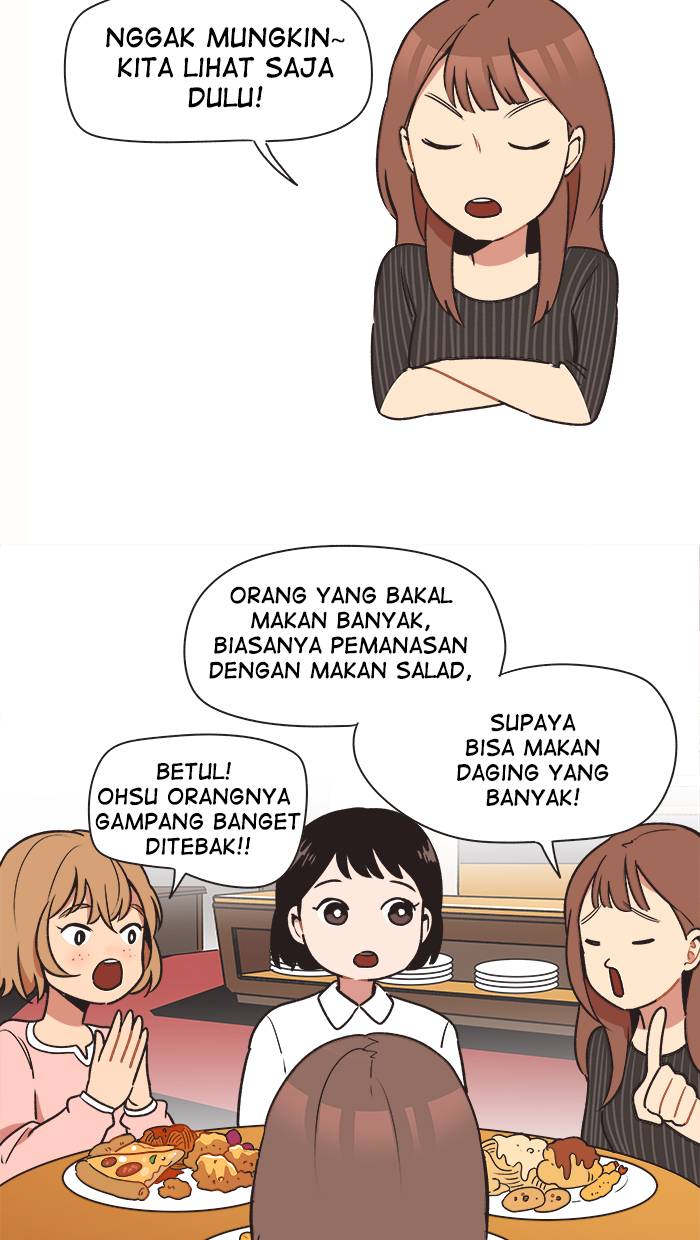 NGGAK MUNGKIN~
KITA LIHAT SAJA
DULU!
ORANG YANG BAKAL
MAKAN BANYAK,
BIASANYA PEMANASAN
DENGAN MAKAN SALAD,
SUPAYA
BISA MAKAN
DAGING YANG
BANYAK!
BETUL!
OHSU ORANGNYA
GAMPANG BANGET
DITEBAK!!